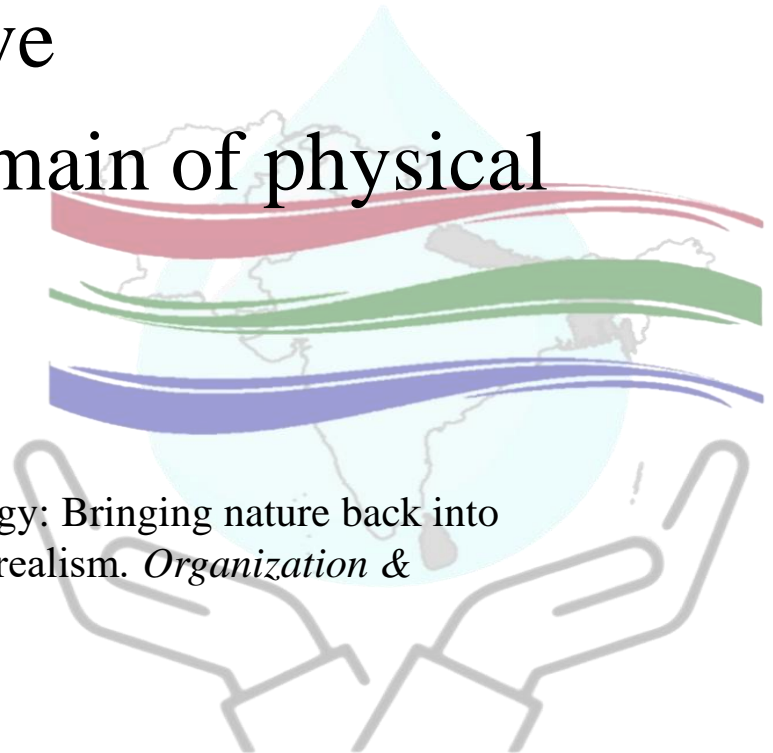 ve
main of physical
gy: Bringing nature back into
realism. Organization &